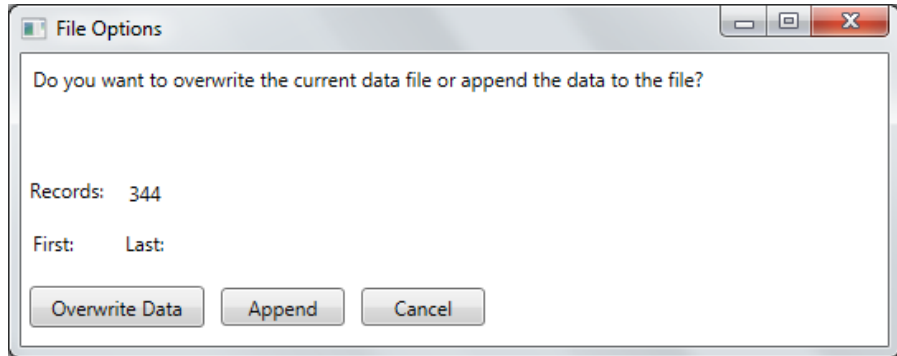 File Options
Do you want to overwrite the current data file or append the data to the file?
Records: 344
First: Last:
Overwrite Data Append Cancel